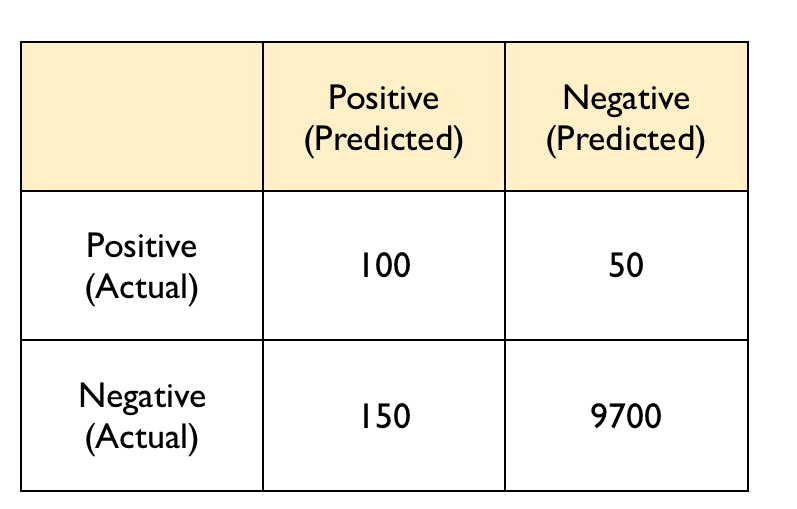 Positive
(Predicted)
Negative
(Predicted)
Positive
(Actual)
100
50
Negative
(Actual)
150
9700